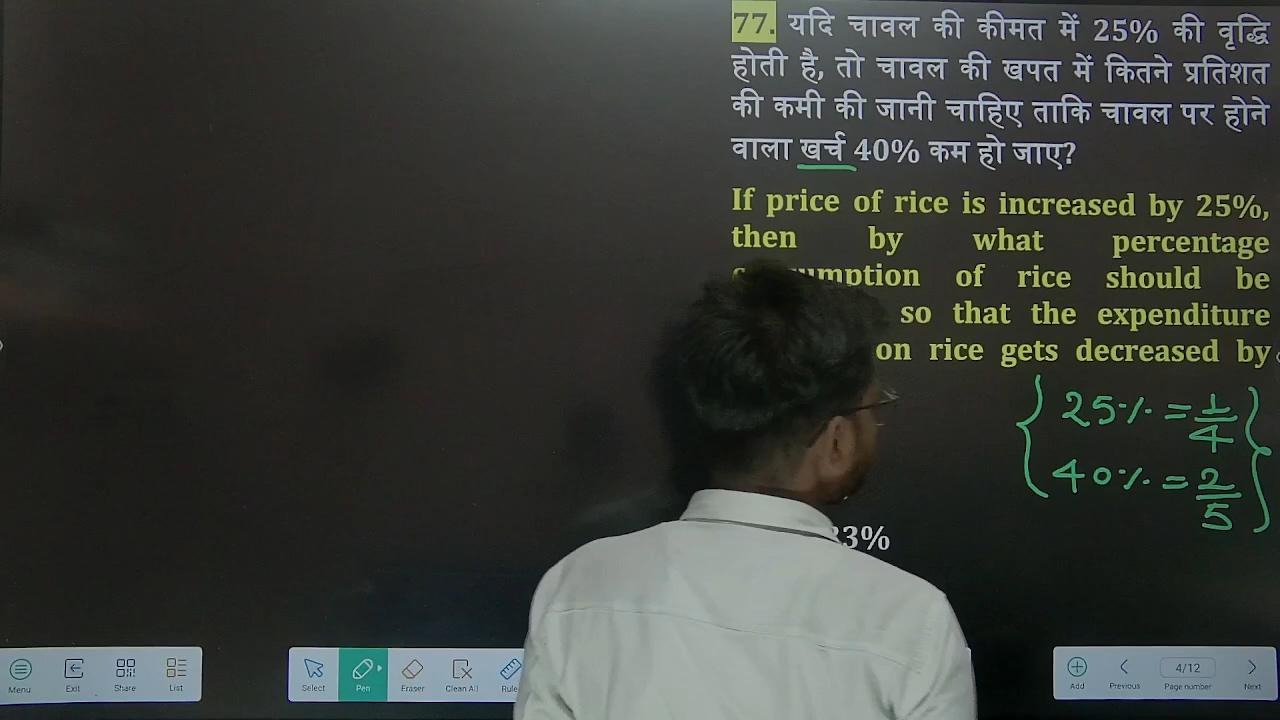 77. यदि चावल की कीमत में 25% की वृद्धि
होती है, तो चावल की खपत में कितने प्रतिशत
की कमी की जानी चाहिए ताकि चावल पर होने
वाला खर्च 40% कम हो जाए?
If price of rice is increased by 25%,
then by what percentage
of rice should be
so that the expenditure
on rice gets decreased by
25% = 1/4
40% = 2/5
3%
Menu
Exit
Share
List
Select
Pen
Eraser
Clean All
Add
Previous
4/12
Page number
Next